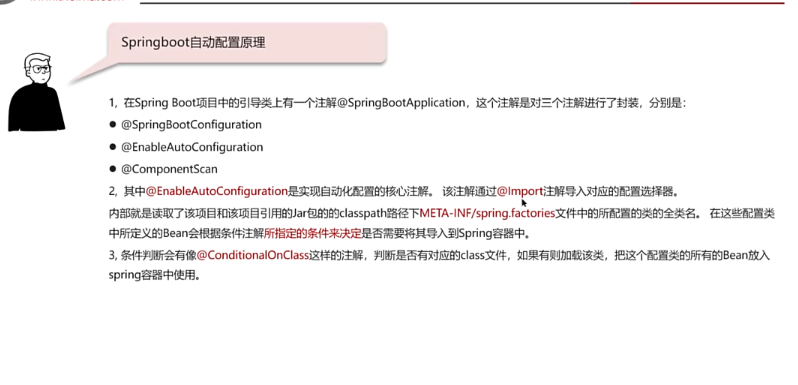 Springboot自动配置原理
1, 在Spring Boot项目中的引导类上有一个注解@SpringBootApplication, 这个注解是对三个注解进行了封装, 分别是:
● @SpringBootConfiguration
● @EnableAutoConfiguration
● @ComponentScan
2, 其中@EnableAutoConfiguration是实现自动化配置的核心注解。 该注解通过@Import注解导入对应的配置选择器。
内部就是读取了该项目和该项目引用的Jar包的的classpath路径下META-INF/spring.factories文件中的所配置的类的全类名。 在这些配置类
中所定义的Bean会根据条件注解所指定的条件来决定是否需要将其导入到Spring容器中。
3, 条件判断会有像@ConditionalOnClass这样的注解, 判断是否有对应的class文件, 如果有则加载该类, 把这个配置类的所有的Bean放入
spring容器中使用。